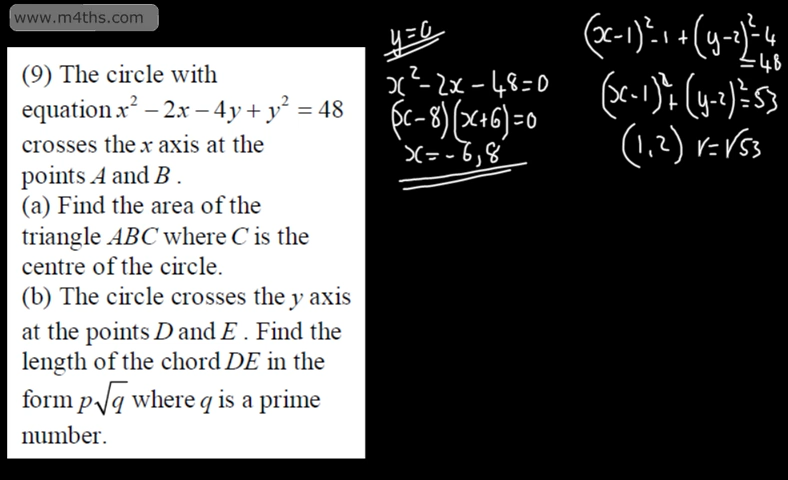 www.m4ths.com
(9) The circle with
equation x² − 2x − 4y + y² = 48
crosses the x axis at the
points A and B .
(a) Find the area of the
triangle ABC where C is the
centre of the circle.
(b) The circle crosses the y axis
at the points D and E . Find the
length of the chord DE in the
form p√q where q is a prime
number.
y=0
x² - 2x - 48=0
(x-8)(x+6)=0
x= -6,8
(x-1)²-1 + (y-2)²-4
=48
(x-1)²+(y-2)²=53
(1,2) r=√53